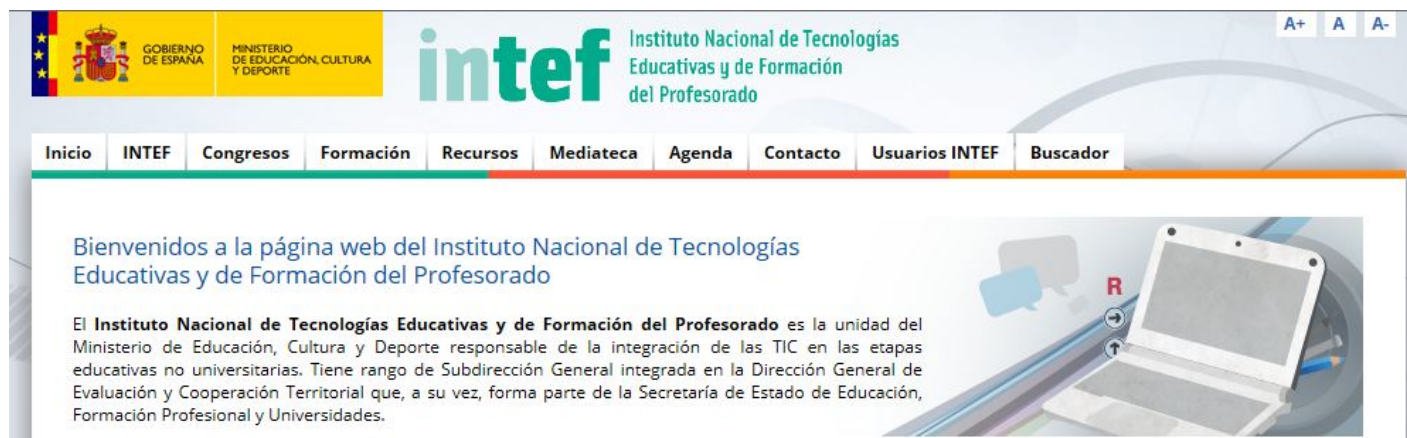 GOBIERNO
DE ESPAÑA
MINISTERIO
DE EDUCACIÓN, CULTURA
Y DEPORTE
intef
Instituto Nacional de Tecnologías
Educativas y de Formación
del Profesorado
A+ A A-
Inicio INTEF Congresos Formación Recursos Mediateca Agenda Contacto Usuarios INTEF Buscador
Bienvenidos a la página web del Instituto Nacional de Tecnologías
Educativas y de Formación del Profesorado
El Instituto Nacional de Tecnologías Educativas y de Formación del Profesorado es la unidad del
Ministerio de Educación, Cultura y Deporte responsable de la integración de las TIC en las etapas
educativas no universitarias. Tiene rango de Subdirección General integrada en la Dirección General de
Evaluación y Cooperación Territorial que, a su vez, forma parte de la Secretaría de Estado de Educación,
Formación Profesional y Universidades.
R